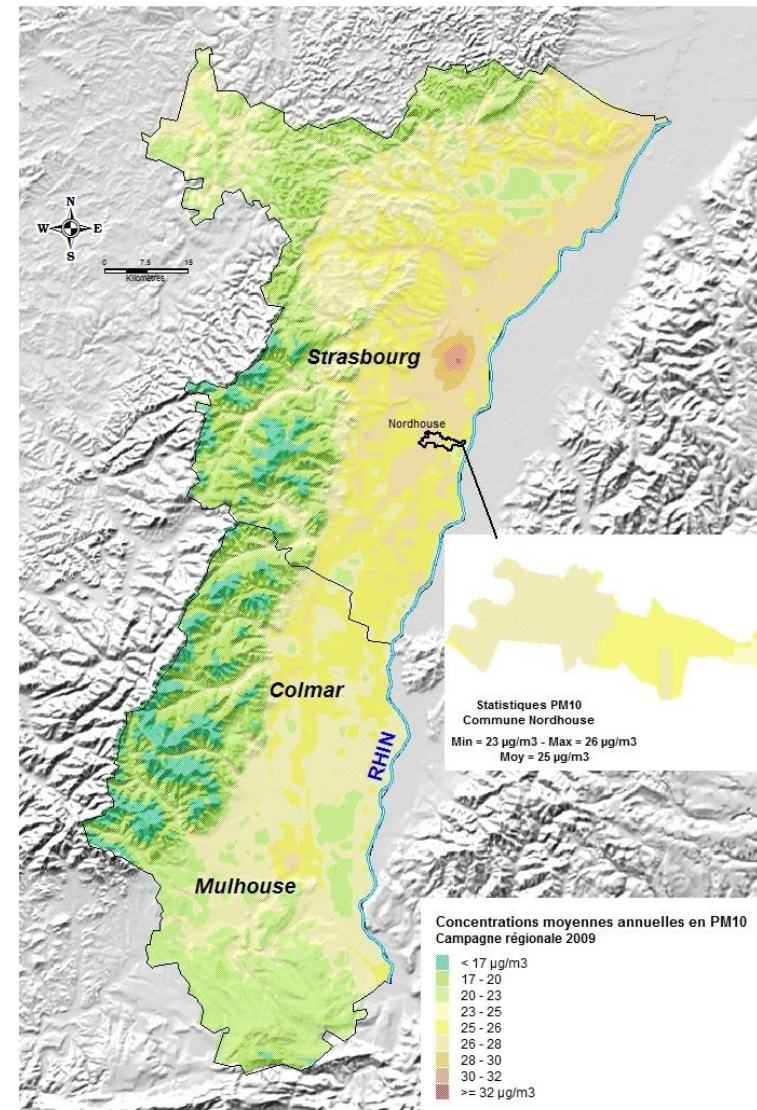 N
W E
S
0 7.5 15
Kilomètres
Strasbourg
Nordhouse
Colmar
RHIN
Mulhouse
Statistiques PM10
Commune Nordhouse
Min = 23 µg/m3 - Max = 26 µg/m3
Moy = 25 µg/m3
Concentrations moyennes annuelles en PM10
Campagne régionale 2009
< 17 µg/m3
17 - 20
20 - 23
23 - 25
25 - 26
26 - 28
28 - 30
30 - 32
>= 32 µg/m3